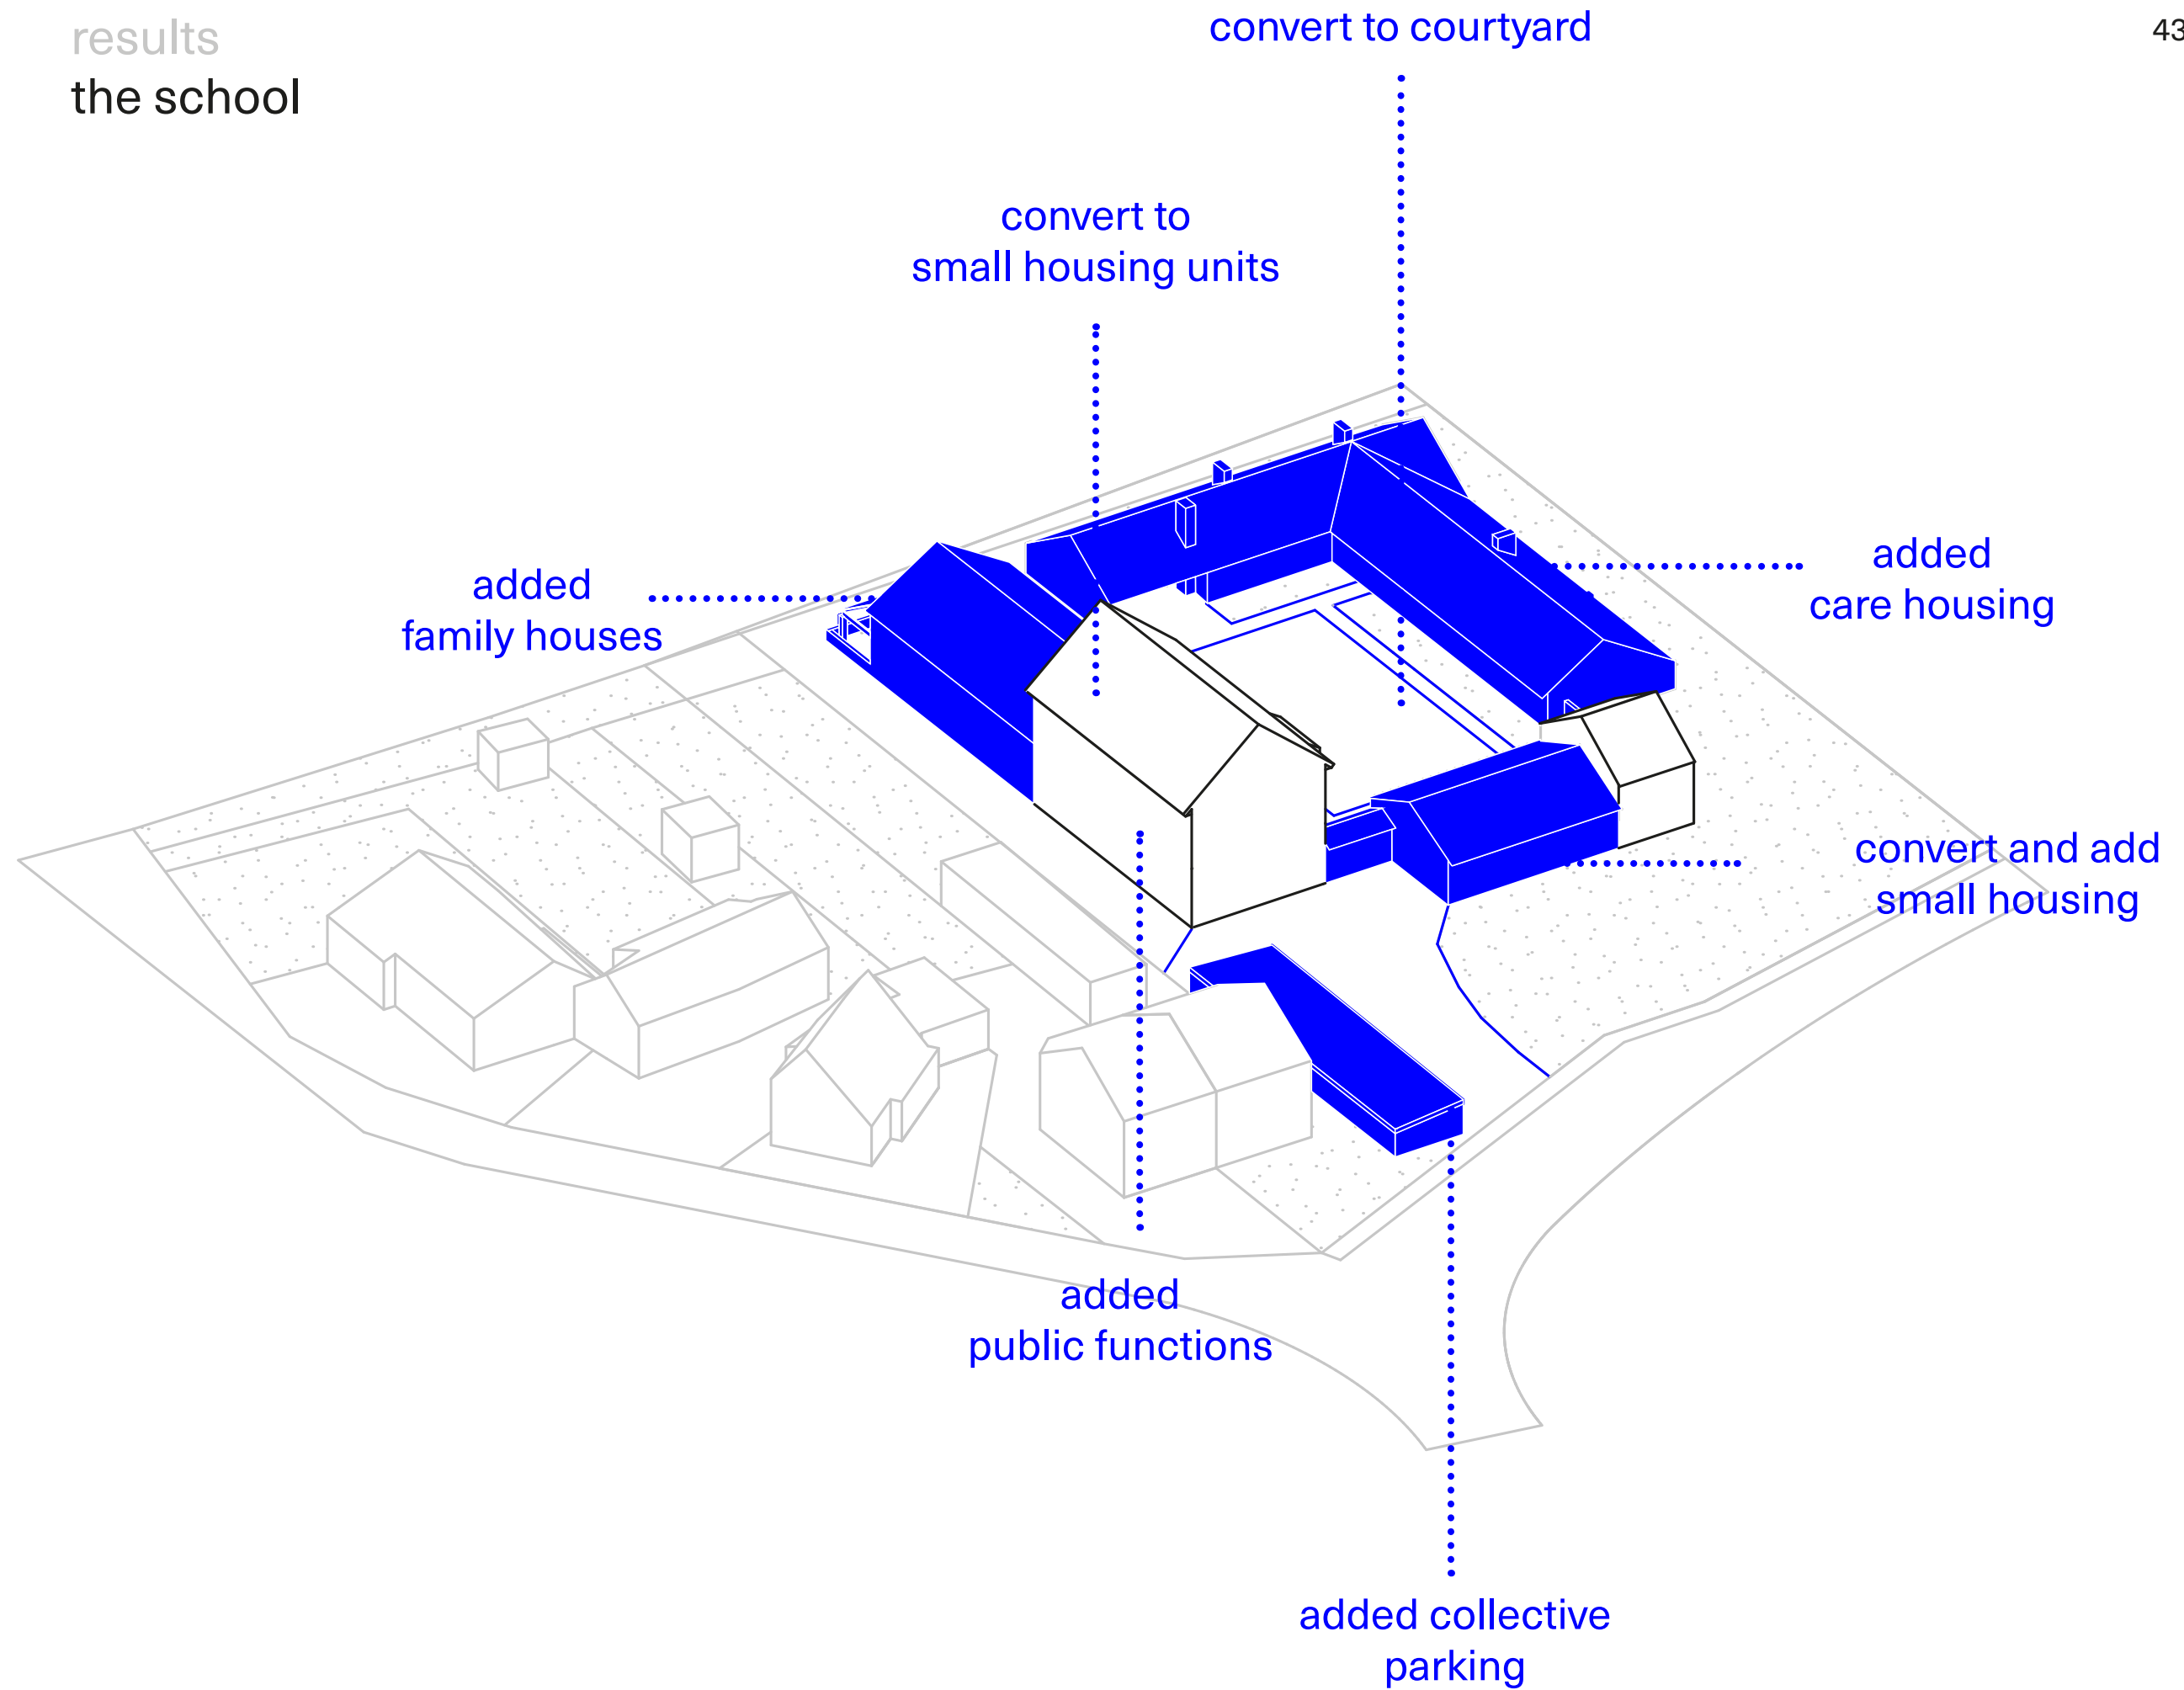 results
the school
43
convert to courtyard
convert to
small housing units
added
family houses
added
care housing
convert and add
small housing
added
public functions
added collective
parking